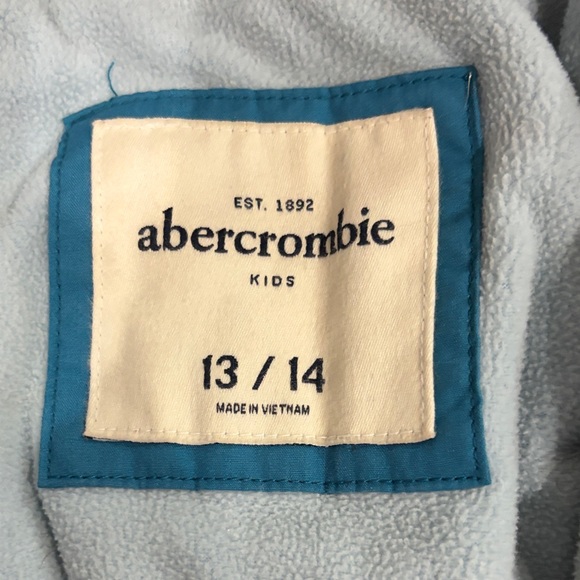 EST. 1892
abercrombie
KIDS
13 / 14
MADE IN VIETNAM